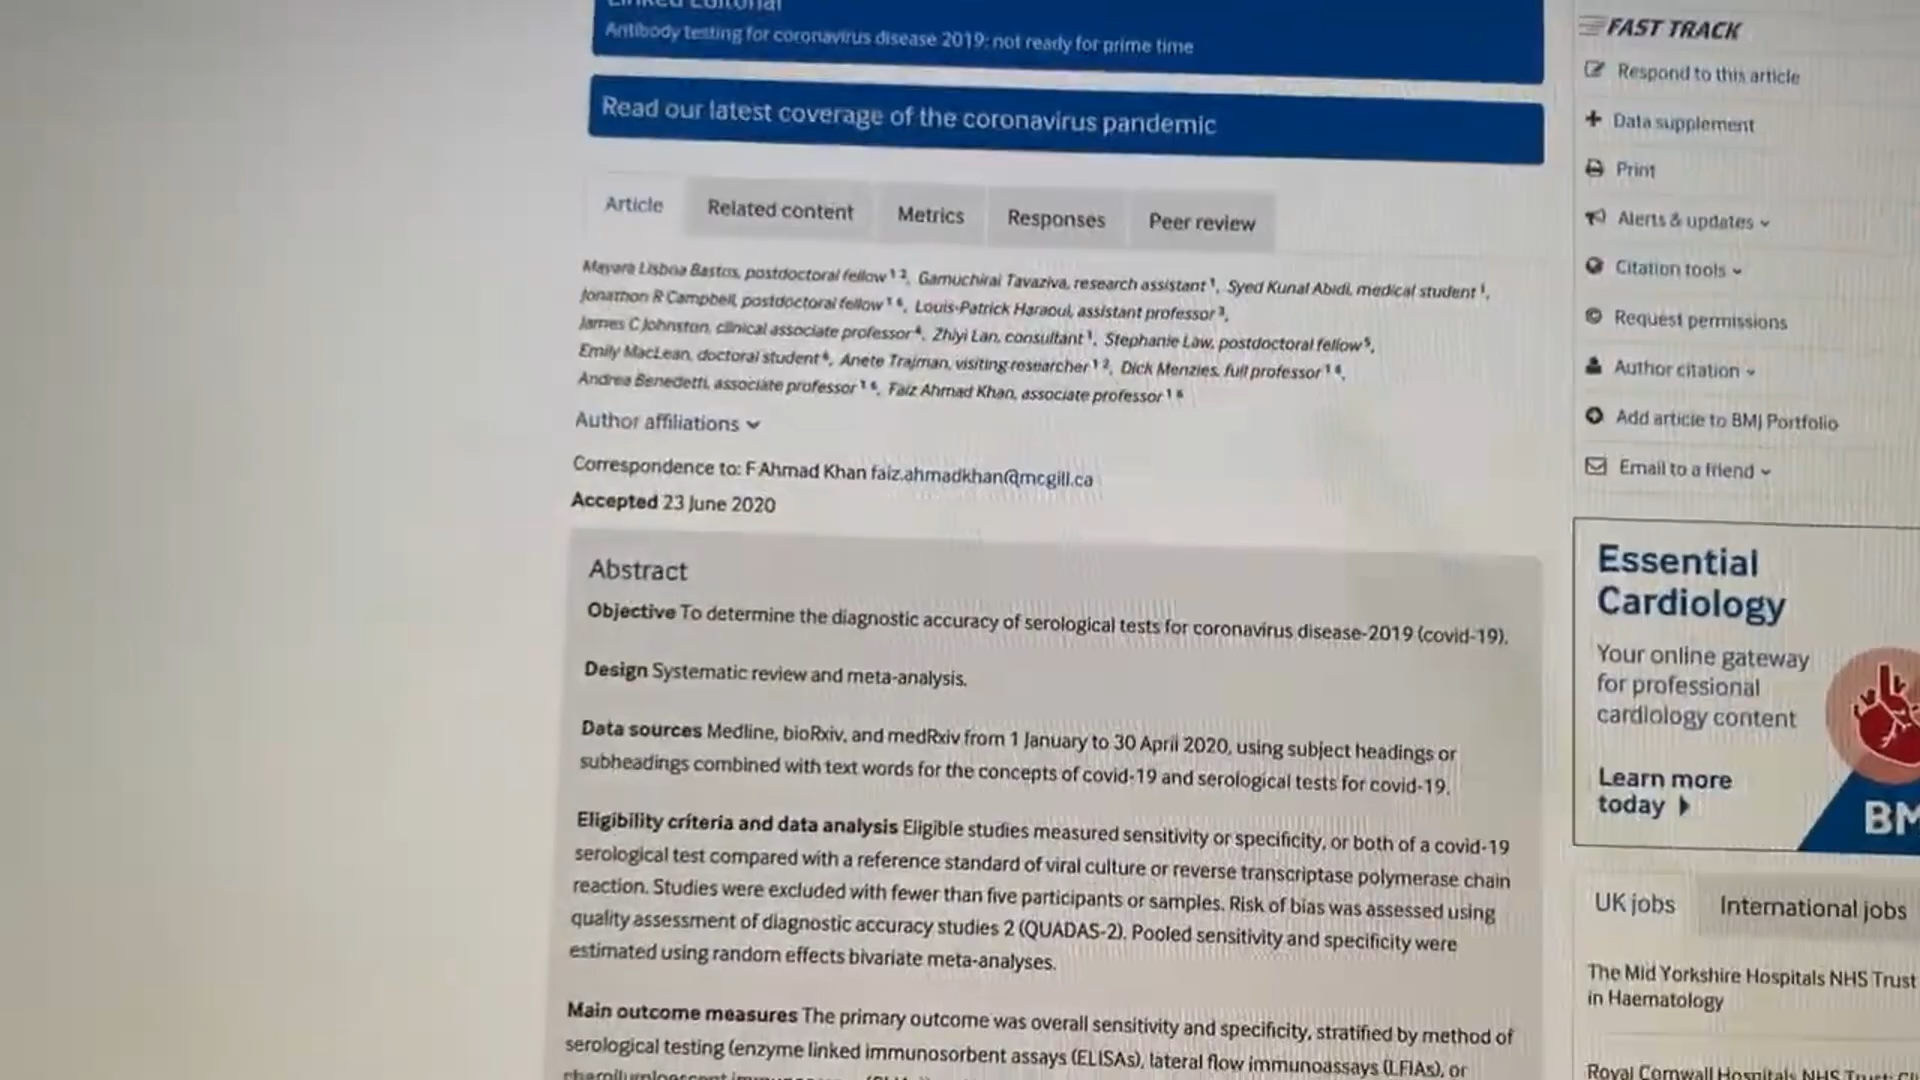 Linked Editorial
Antibody testing for coronavirus disease 2019: not ready for prime time
Read our latest coverage of the coronavirus pandemic
Article
Related content
Metrics
Responses
Peer review
Mayara Lisboa Bastos, postdoctoral fellow 1 2, Gamuchirai Tavaziva, research assistant 1, Syed Kunal Abidi, medical student 1,
Jonathon R Campbell, postdoctoral fellow 1 6, Louis-Patrick Haraoui, assistant professor 3,
James C Johnston, clinical associate professor 4, Zhiyi Lan, consultant 1, Stephanie Law, postdoctoral fellow 5,
Emily MacLean, doctoral student 6, Anete Trajman, visiting researcher 1 2, Dick Menzies, full professor 1 6,
Andrea Benedetti, associate professor 1 6, Faiz Ahmad Khan, associate professor 1 6
Author affiliations
Correspondence to: F Ahmad Khan faiz.ahmadkhan@mcgill.ca
Accepted 23 June 2020
Abstract
Objective To determine the diagnostic accuracy of serological tests for coronavirus disease-2019 (covid-19).
Design Systematic review and meta-analysis.
Data sources Medline, bioRxiv, and medRxiv from 1 January to 30 April 2020, using subject headings or
subheadings combined with text words for the concepts of covid-19 and serological tests for covid-19.
Eligibility criteria and data analysis Eligible studies measured sensitivity or specificity, or both of a covid-19
serological test compared with a reference standard of viral culture or reverse transcriptase polymerase chain
reaction. Studies were excluded with fewer than five participants or samples. Risk of bias was assessed using
quality assessment of diagnostic accuracy studies 2 (QUADAS-2). Pooled sensitivity and specificity were
estimated using random effects bivariate meta-analyses.
Main outcome measures The primary outcome was overall sensitivity and specificity, stratified by method of
serological testing (enzyme linked immunosorbent assays (ELISAs), lateral flow immunoassays (LFIAs), or
FAST TRACK
Respond to this article
Data supplement
Print
Alerts & updates
Citation tools
Request permissions
Author citation
Add article to BMJ Portfolio
Email to a friend
Essential
Cardiology
Your online gateway
for professional
cardiology content
Learn more
today
BM
UK jobs
International jobs
The Mid Yorkshire Hospitals NHS Trust
in Haematology
Royal Cornwall Hospitals NHS Trust: